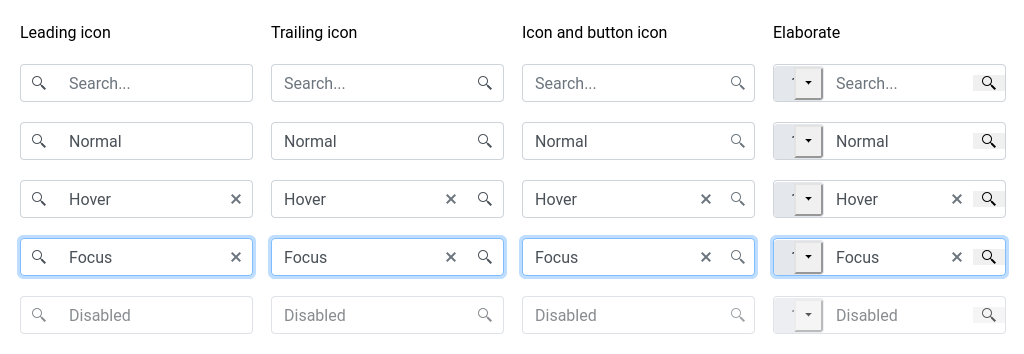 Leading icon Trailing icon Icon and button icon Elaborate
Search... Search... Search... Search...
Normal Normal Normal Normal
Hover Hover Hover Hover
Focus Focus Focus Focus
Disabled Disabled Disabled Disabled